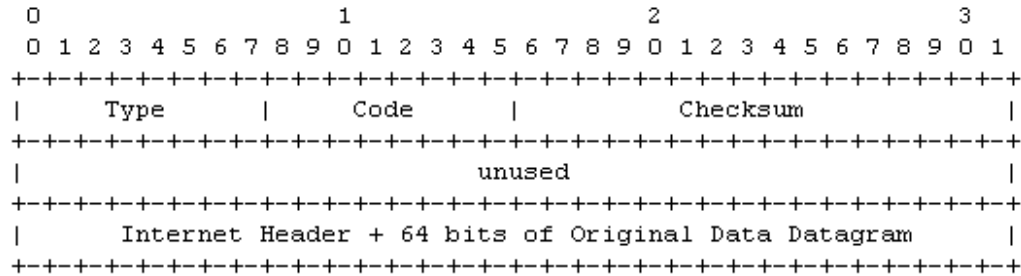 0                   1                   2                   3
 0 1 2 3 4 5 6 7 8 9 0 1 2 3 4 5 6 7 8 9 0 1 2 3 4 5 6 7 8 9 0 1
+-+-+-+-+-+-+-+-+-+-+-+-+-+-+-+-+-+-+-+-+-+-+-+-+-+-+-+-+-+-+-+-+
|     Type      |     Code      |          Checksum             |
+-+-+-+-+-+-+-+-+-+-+-+-+-+-+-+-+-+-+-+-+-+-+-+-+-+-+-+-+-+-+-+-+
|                             unused                            |
+-+-+-+-+-+-+-+-+-+-+-+-+-+-+-+-+-+-+-+-+-+-+-+-+-+-+-+-+-+-+-+-+
|      Internet Header + 64 bits of Original Data Datagram      |
+-+-+-+-+-+-+-+-+-+-+-+-+-+-+-+-+-+-+-+-+-+-+-+-+-+-+-+-+-+-+-+-+